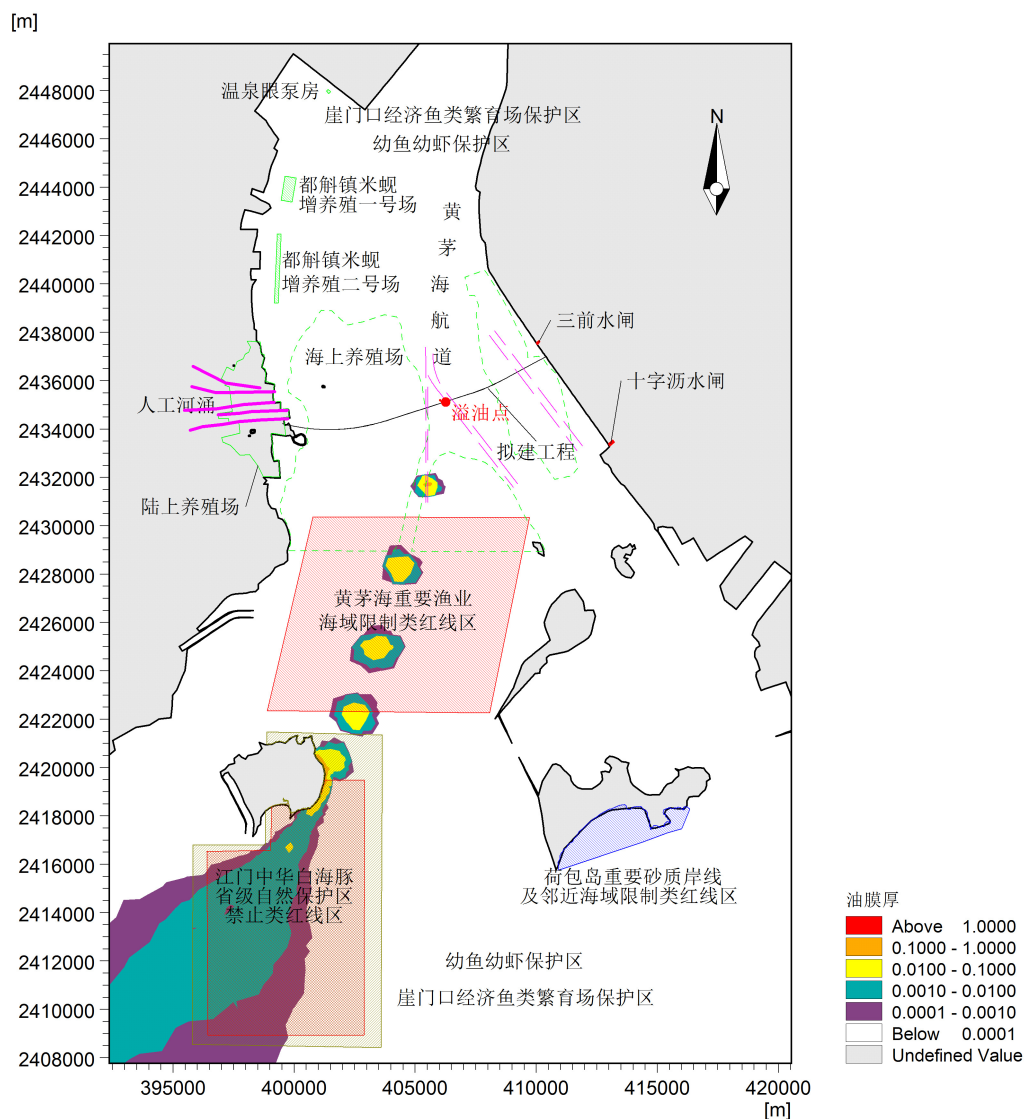 [m]
2448000
2446000
2444000
2442000
2440000
2438000
2436000
2434000
2432000
2430000
2428000
2426000
2424000
2422000
2420000
2418000
2416000
2414000
2412000
2410000
2408000
温泉眼泵房
崖门口经济鱼类繁育场保护区
幼鱼幼虾保护区
N
都斛镇米蚬
增养殖一号场
黄
茅
海
航
道
都斛镇米蚬
增养殖二号场
三前水闸
海上养殖场
十字沥水闸
人工河涌
溢油点
拟建工程
陆上养殖场
黄茅海重要渔业
海域限制类红线区
江门中华白海豚
省级自然保护区
禁止类红线区
荷包岛重要砂质岸线
及邻近海域限制类红线区
幼鱼幼虾保护区
崖门口经济鱼类繁育场保护区
油膜厚
Above 1.0000
0.1000 - 1.0000
0.0100 - 0.1000
0.0010 - 0.0100
0.0001 - 0.0010
Below 0.0001
Undefined Value
395000 400000 405000 410000 415000 420000
[m]